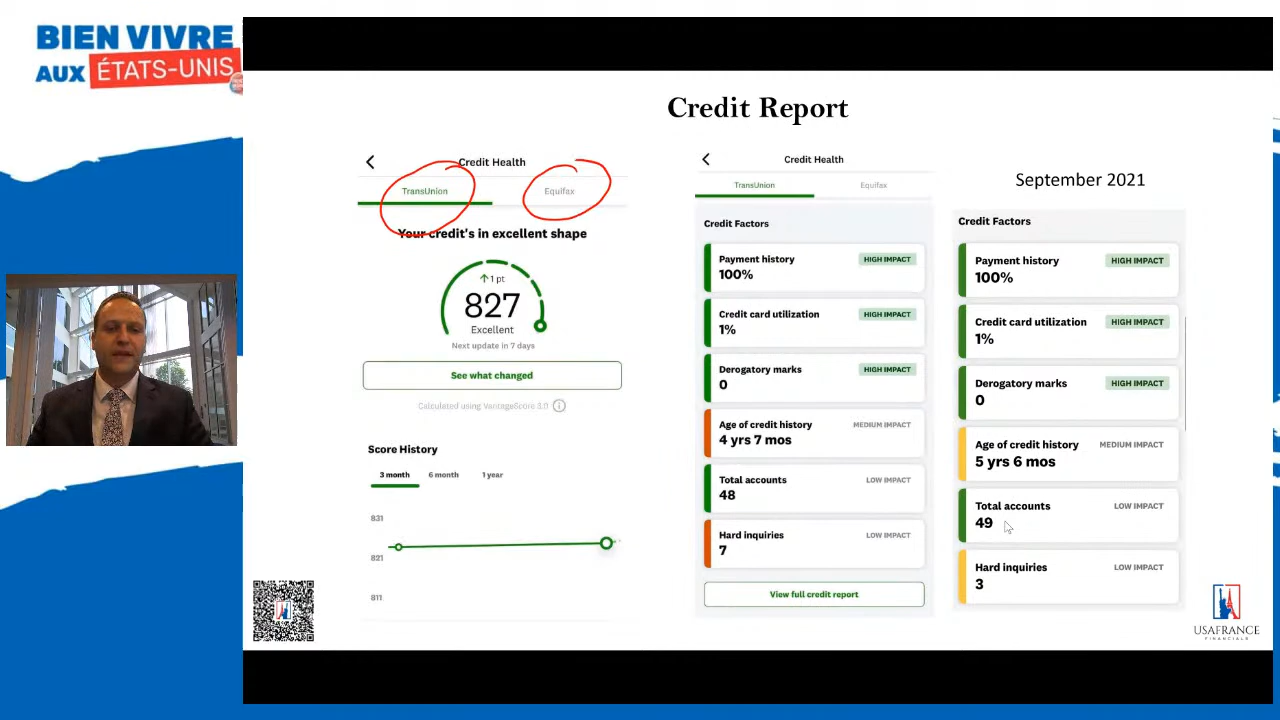 BIEN VIVRE
AUX ÉTATS-UNIS
Credit Report
Credit Health
TransUnion
Equifax
Your credit's in excellent shape
1 pt
827
Excellent
Next update in 7 days
See what changed
Calculated using VantageScore 3.0
Score History
3 month
6 month
1 year
831
821
811
Credit Health
TransUnion
Equifax
Credit Factors
Payment history
HIGH IMPACT
100%
Credit card utilization
HIGH IMPACT
1%
Derogatory marks
HIGH IMPACT
0
Age of credit history
MEDIUM IMPACT
4 yrs 7 mos
Total accounts
LOW IMPACT
48
Hard inquiries
LOW IMPACT
7
View full credit report
September 2021
Credit Factors
Payment history
HIGH IMPACT
100%
Credit card utilization
HIGH IMPACT
1%
Derogatory marks
HIGH IMPACT
0
Age of credit history
MEDIUM IMPACT
5 yrs 6 mos
Total accounts
LOW IMPACT
49
Hard inquiries
LOW IMPACT
3
USAFRANCE
FINANCIALS